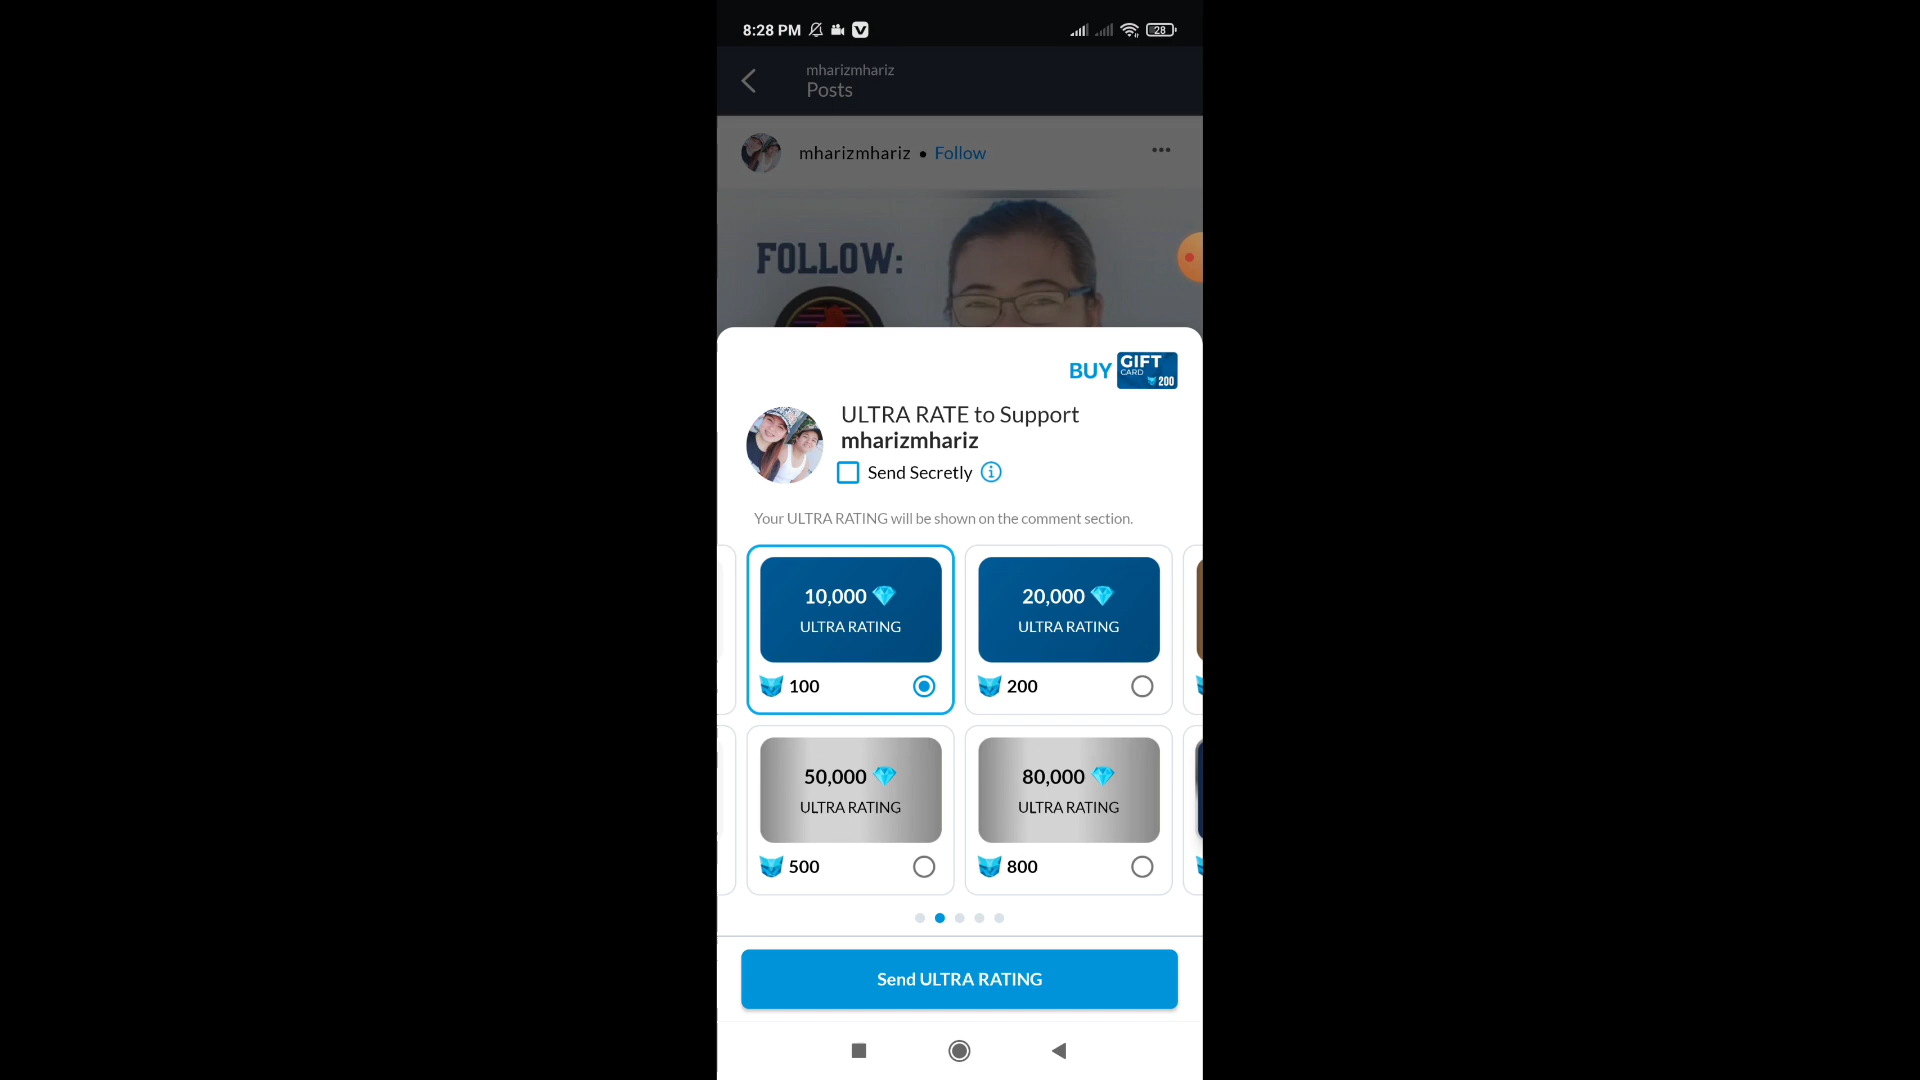 8:28 PM
28
mharizmhariz
Posts
mharizmhariz • Follow
FOLLOW:
BUY GIFT CARD 200
ULTRA RATE to Support
mharizmhariz
Send Secretly
Your ULTRA RATING will be shown on the comment section.
10,000
ULTRA RATING
100
20,000
ULTRA RATING
200
50,000
ULTRA RATING
500
80,000
ULTRA RATING
800
Send ULTRA RATING